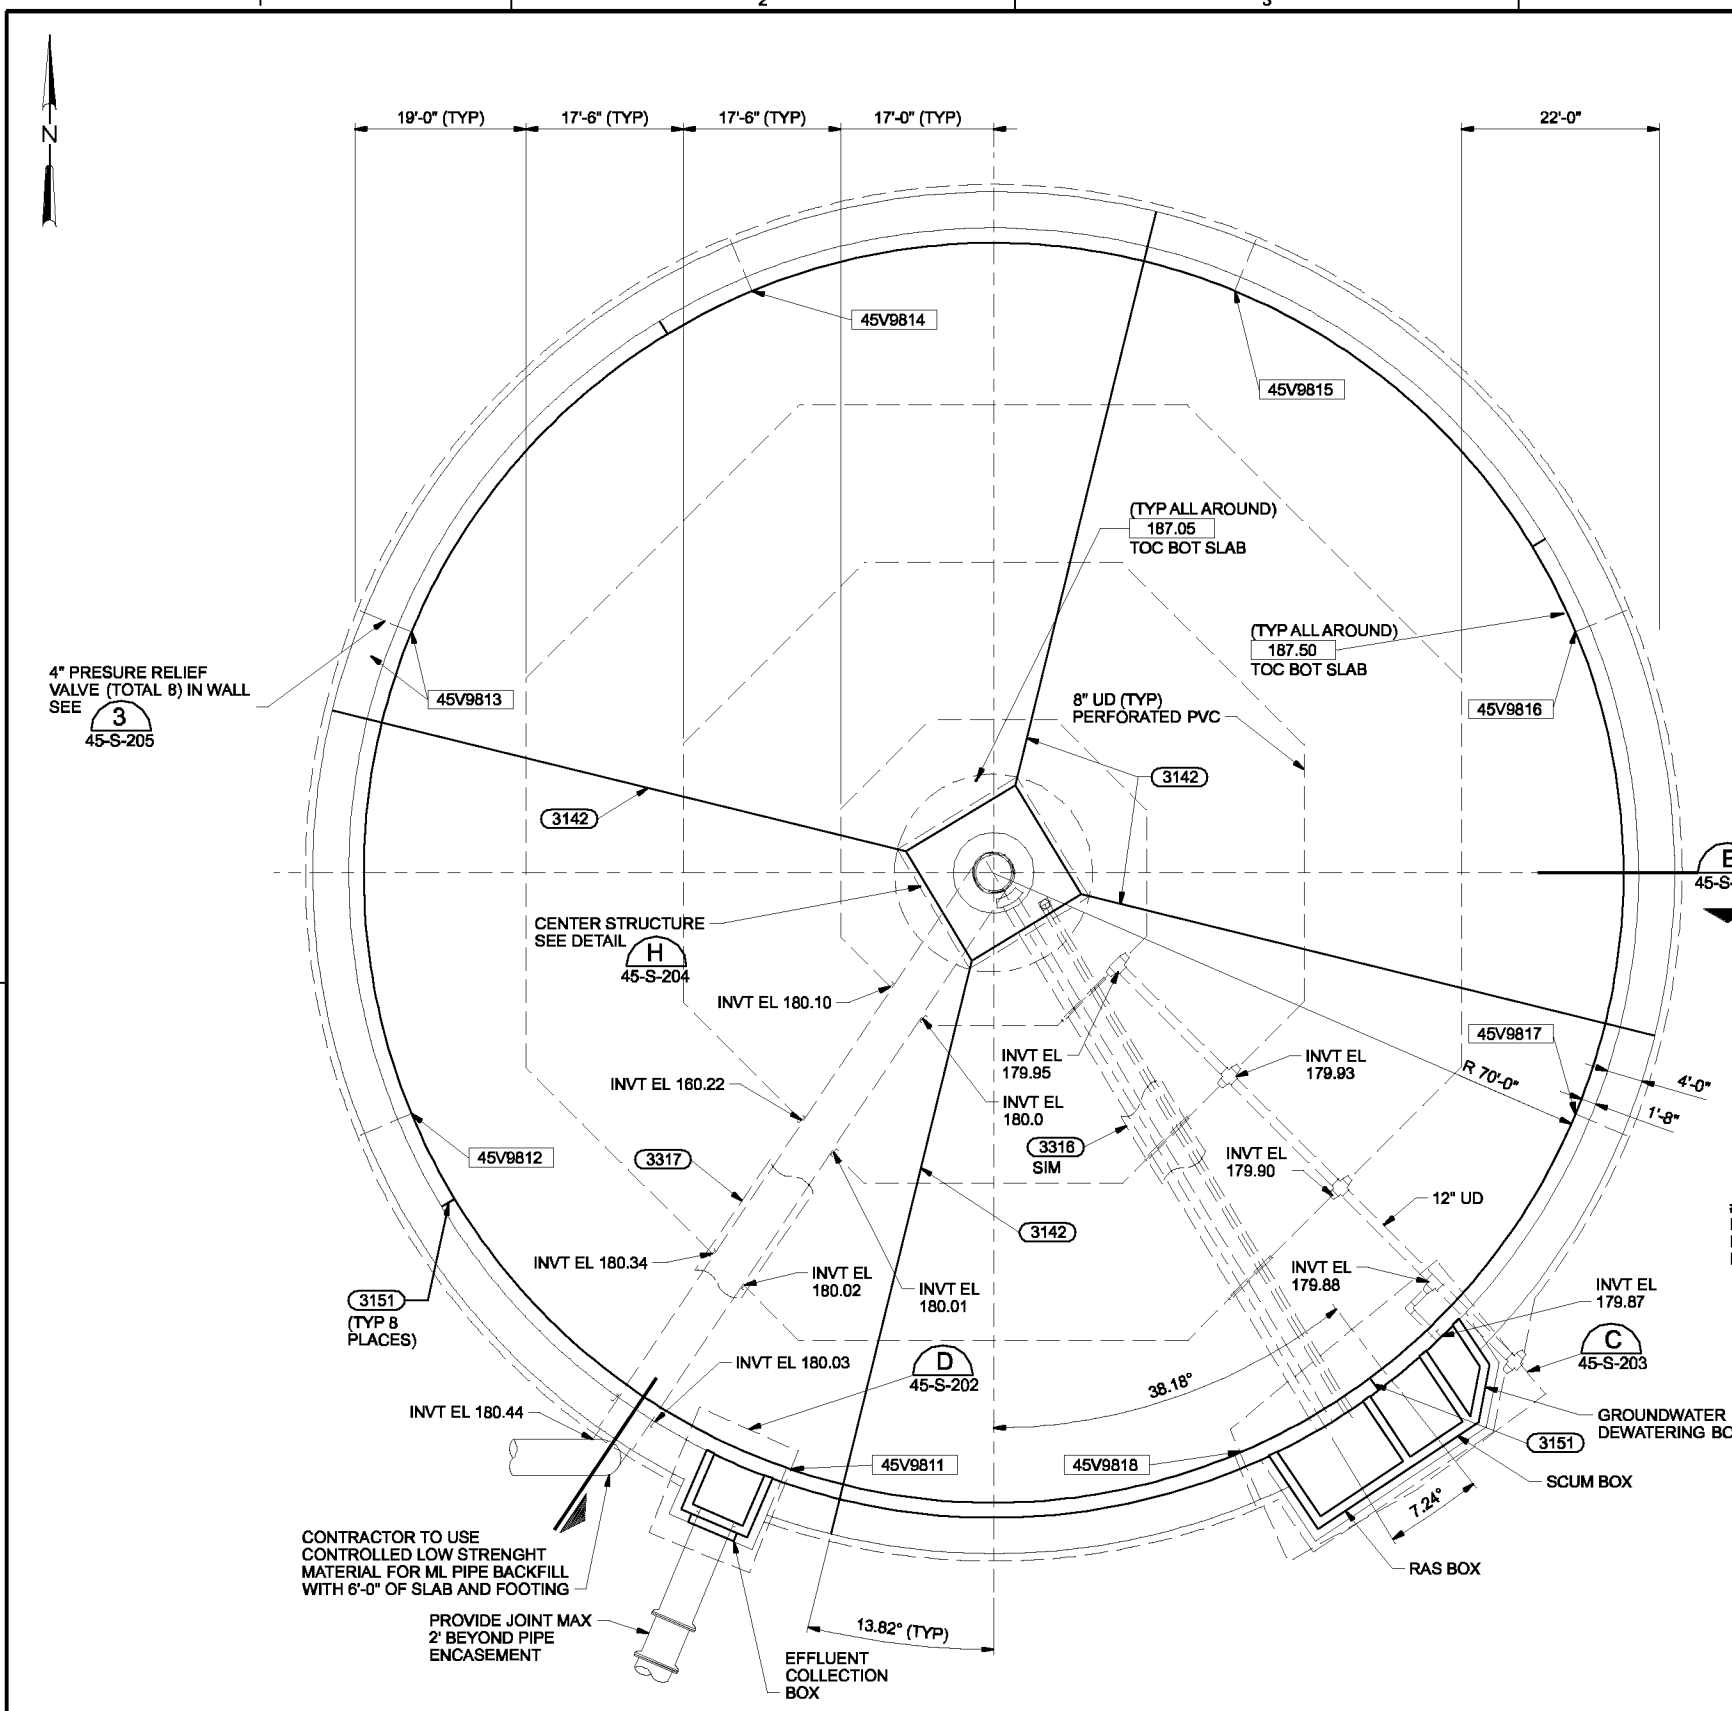 2
3
N
19'-0" (TYP)
17'-6" (TYP)
17'-6" (TYP)
17'-0" (TYP)
22'-0"
45V9814
45V9815
(TYP ALL AROUND)
187.05
TOC BOT SLAB
(TYP ALL AROUND)
187.50
TOC BOT SLAB
4" PRESURE RELIEF
VALVE (TOTAL 8) IN WALL
SEE
3
45-S-205
45V9813
8" UD (TYP)
PERFORATED PVC
45V9816
3142
3142
CENTER STRUCTURE
SEE DETAIL
H
45-S-204
INVT EL 180.10
45V9817
INVT EL
179.95
INVT EL
179.93
R 70'-0"
4'-0"
1'-8"
INVT EL 160.22
INVT EL
180.0
3316
SIM
45V9812
3317
INVT EL
179.90
12" UD
3142
INVT EL 180.34
INVT EL
180.02
INVT EL
180.01
INVT EL
179.88
INVT EL
179.87
3151
(TYP 8
PLACES)
INVT EL 180.03
D
45-S-202
C
45-S-203
38.18°
INVT EL 180.44
GROUNDWATER
3151
45V9811
45V9818
SCUM BOX
7.24°
CONTRACTOR TO USE
CONTROLLED LOW STRENGHT
MATERIAL FOR ML PIPE BACKFILL
WITH 6'-0" OF SLAB AND FOOTING
RAS BOX
PROVIDE JOINT MAX
2' BEYOND PIPE
ENCASEMENT
13.82° (TYP)
EFFLUENT
COLLECTION
BOX
DEWATERING